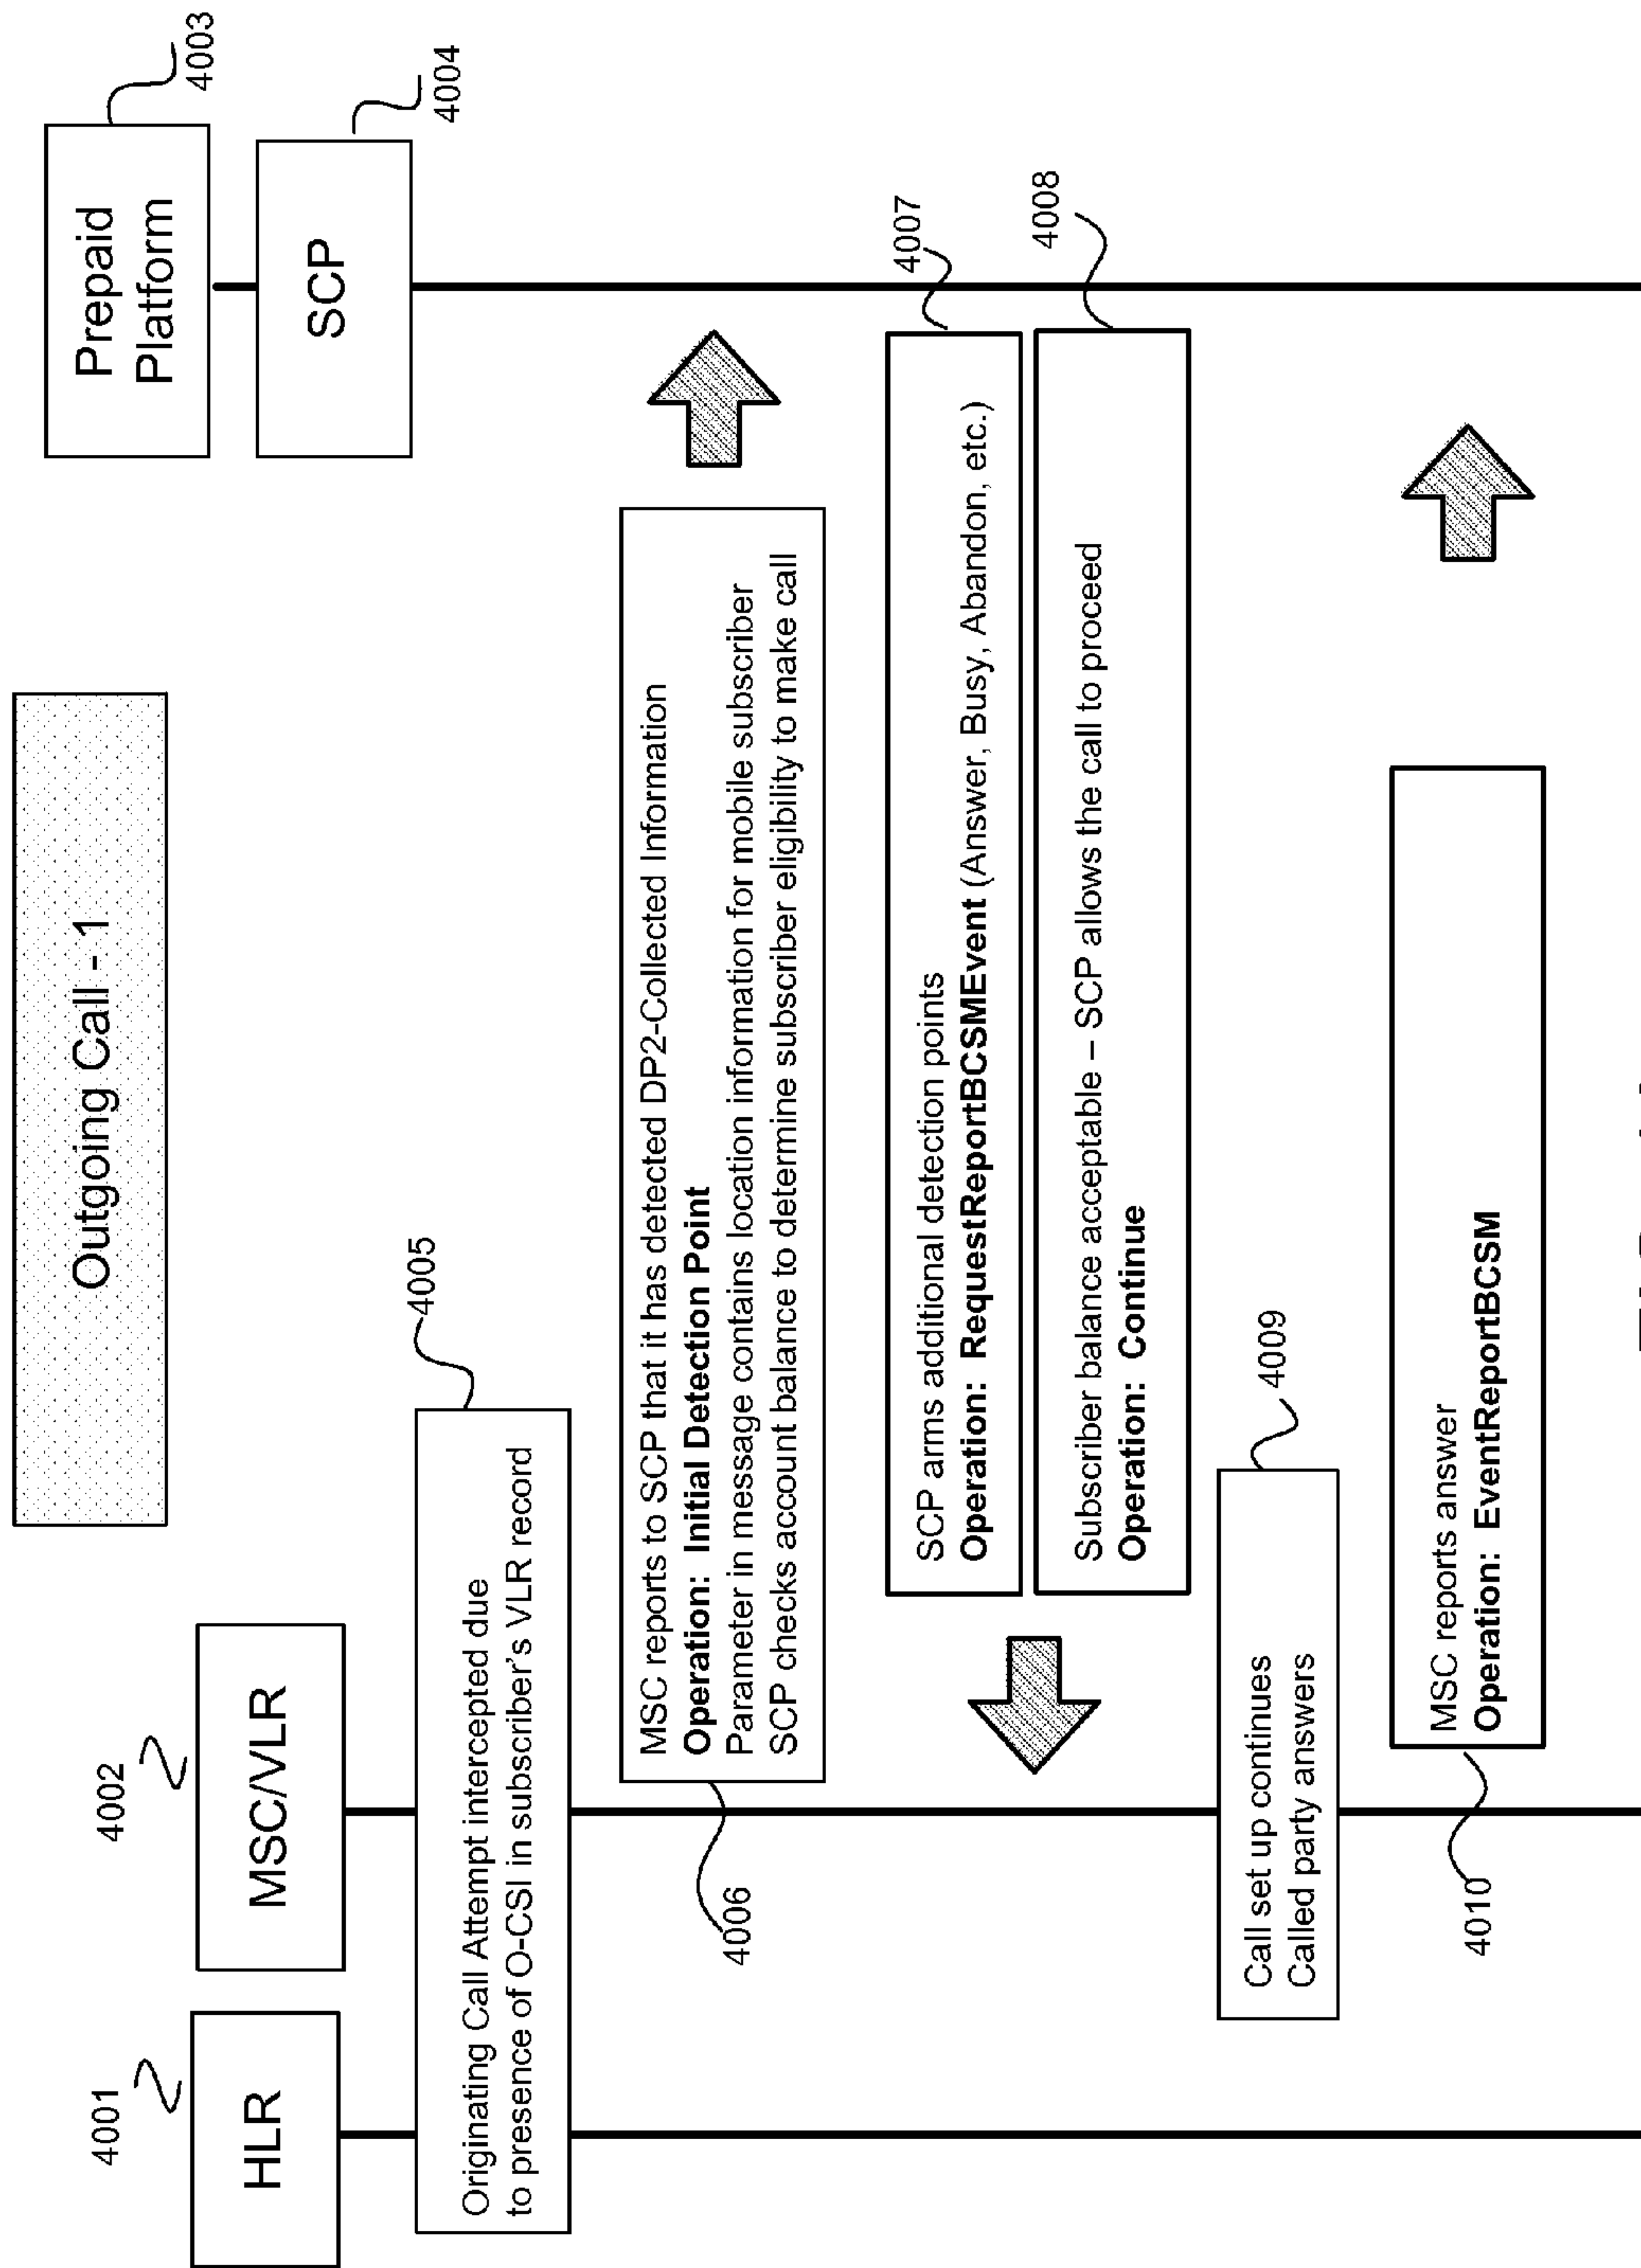 Outgoing Call - 1
4001
HLR
4002
MSC/VLR
Prepaid
Platform
4003
SCP
4004
4005
Originating Call Attempt intercepted due
to presence of O-CSI in subscriber's VLR record
MSC reports to SCP that it has detected DP2-Collected Information
Operation: Initial Detection Point
Parameter in message contains location information for mobile subscriber
SCP checks account balance to determine subscriber eligibility to make call
4006
4007
SCP arms additional detection points
Operation: RequestReportBCSMEvent (Answer, Busy, Abandon, etc.)
4008
Subscriber balance acceptable – SCP allows the call to proceed
Operation: Continue
4009
Call set up continues
Called party answers
MSC reports answer
Operation: EventReportBCSM
4010